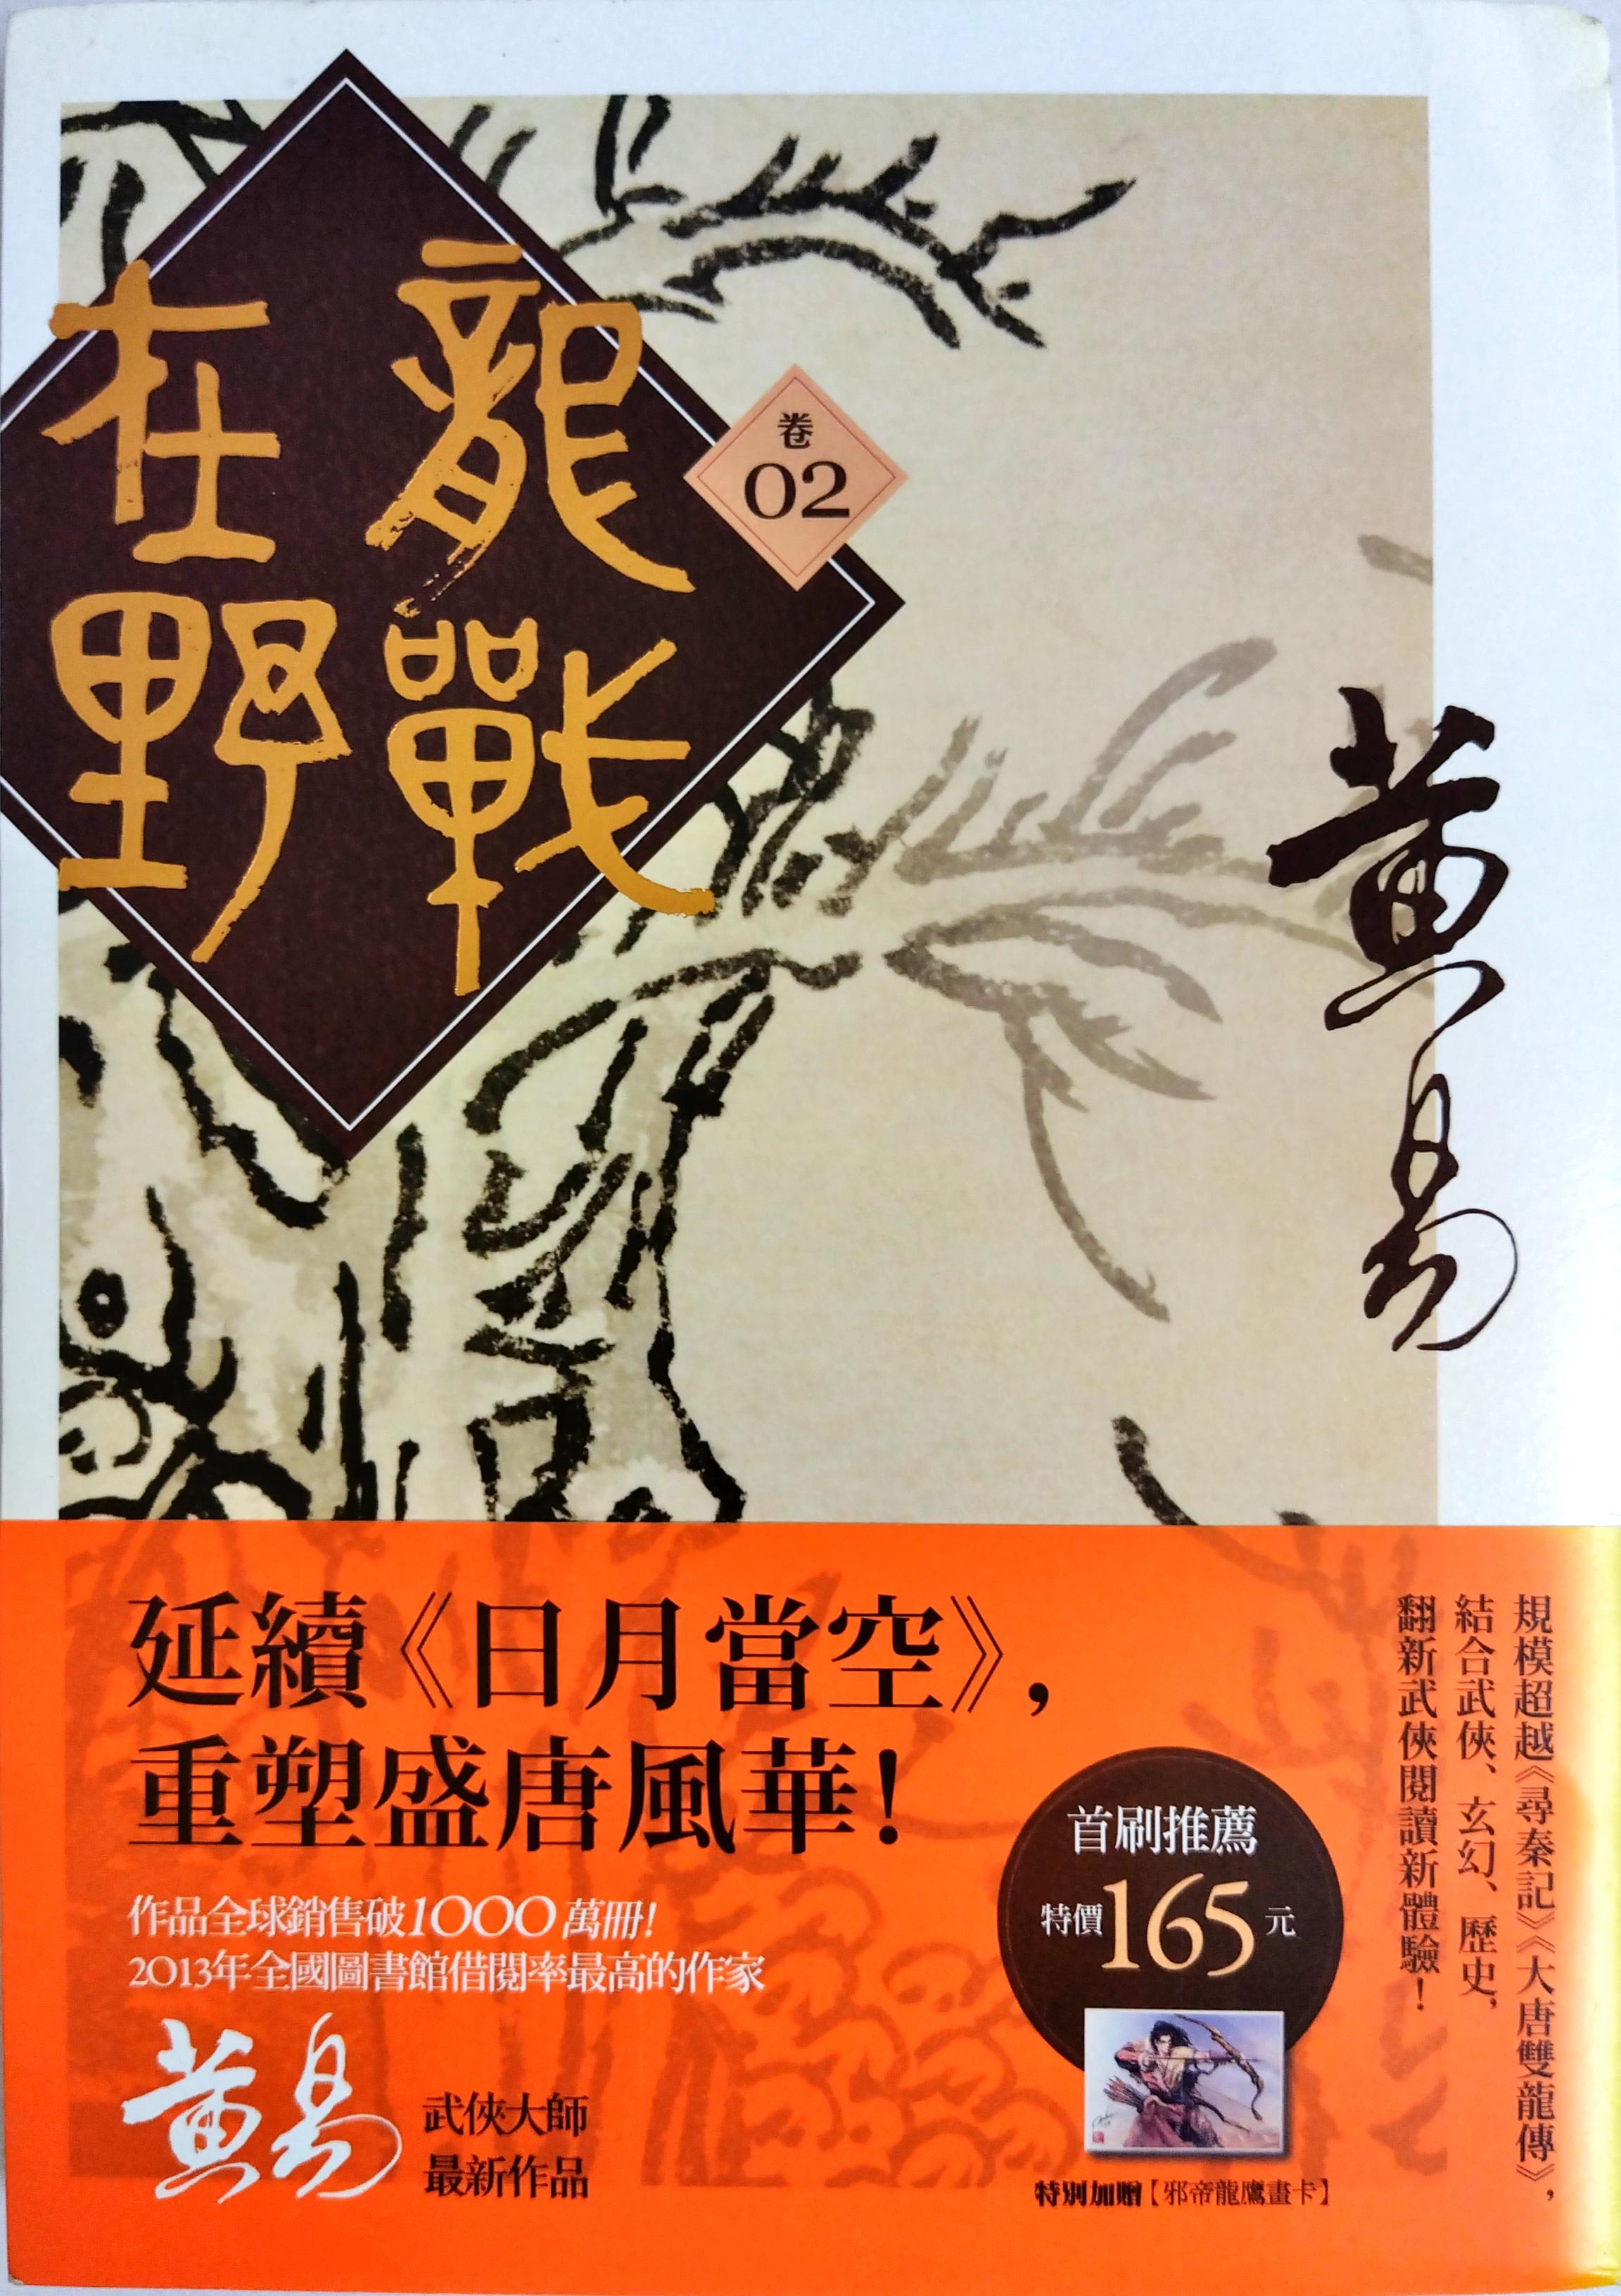 龍戰
在野
卷
02
黃易
延續《日月當空》，
重塑盛唐風華！
作品全球銷售破1000萬冊！
2013年全國圖書館借閱率最高的作家
黃易
武俠大師
最新作品
首刷推薦
特價165元
特別加贈【邪帝龍鷹畫卡】
規模超越《尋秦記》《大唐雙龍傳》，
結合武俠、玄幻、歷史，
翻新武俠閱讀新體驗！